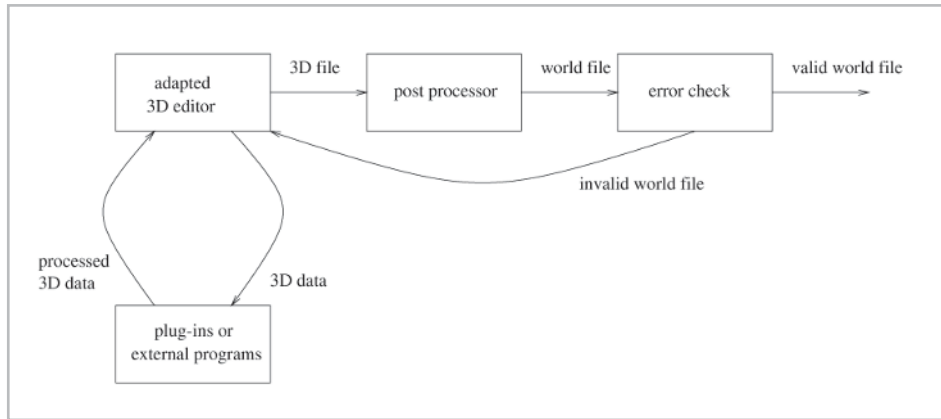 adapted
3D editor
3D file
post processor
world file
error check
valid world file
invalid world file
processed
3D data
3D data
plug-ins or
external programs